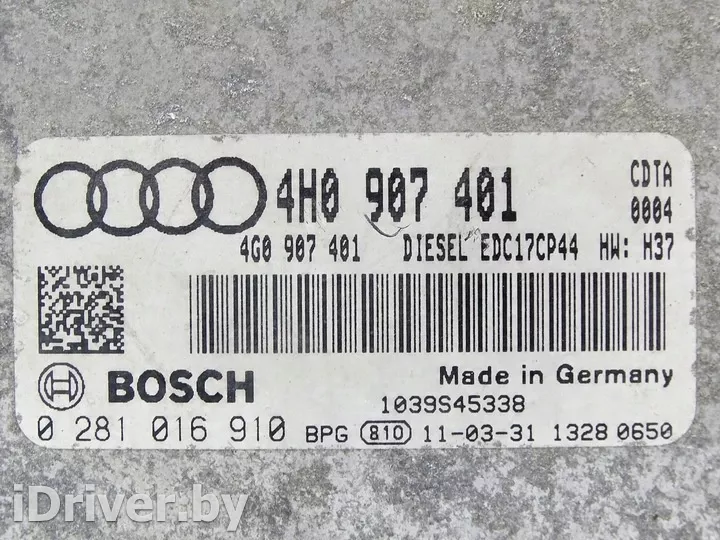 4H0 907 401 CDTA
0004
4G0 907 401 DIESEL EDC17CP44 HW: H37
BOSCH Made in Germany
1039S45338
0 281 016 910 BPG 810 11-03-31 1328 0650
iDriver.by